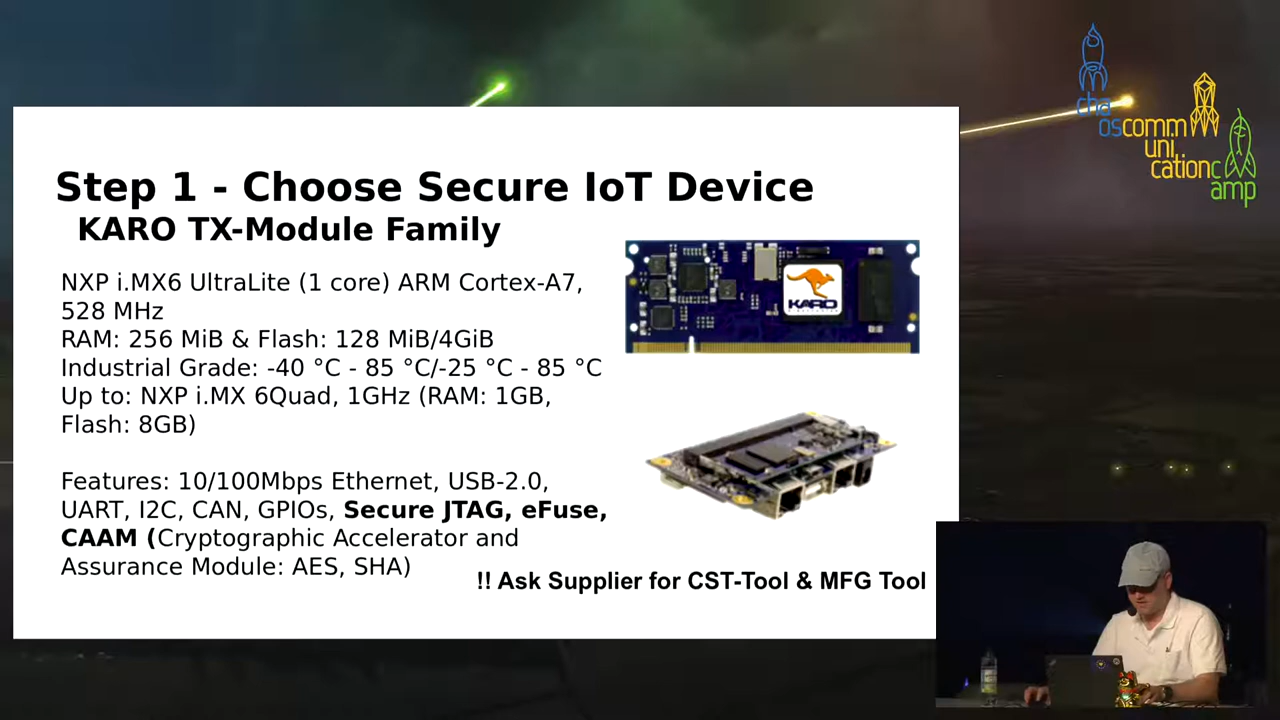 Step 1 - Choose Secure IoT Device
KARO TX-Module Family
NXP i.MX6 UltraLite (1 core) ARM Cortex-A7,
528 MHz
RAM: 256 MiB & Flash: 128 MiB/4GiB
Industrial Grade: -40 °C - 85 °C/-25 °C - 85 °C
Up to: NXP i.MX 6Quad, 1GHz (RAM: 1GB,
Flash: 8GB)
Features: 10/100Mbps Ethernet, USB-2.0,
UART, I2C, CAN, GPIOs, Secure JTAG, eFuse,
CAAM (Cryptographic Accelerator and
Assurance Module: AES, SHA)
!! Ask Supplier for CST-Tool & MFG Tool
KARO
cha
oscomm
uni
cationc
amp